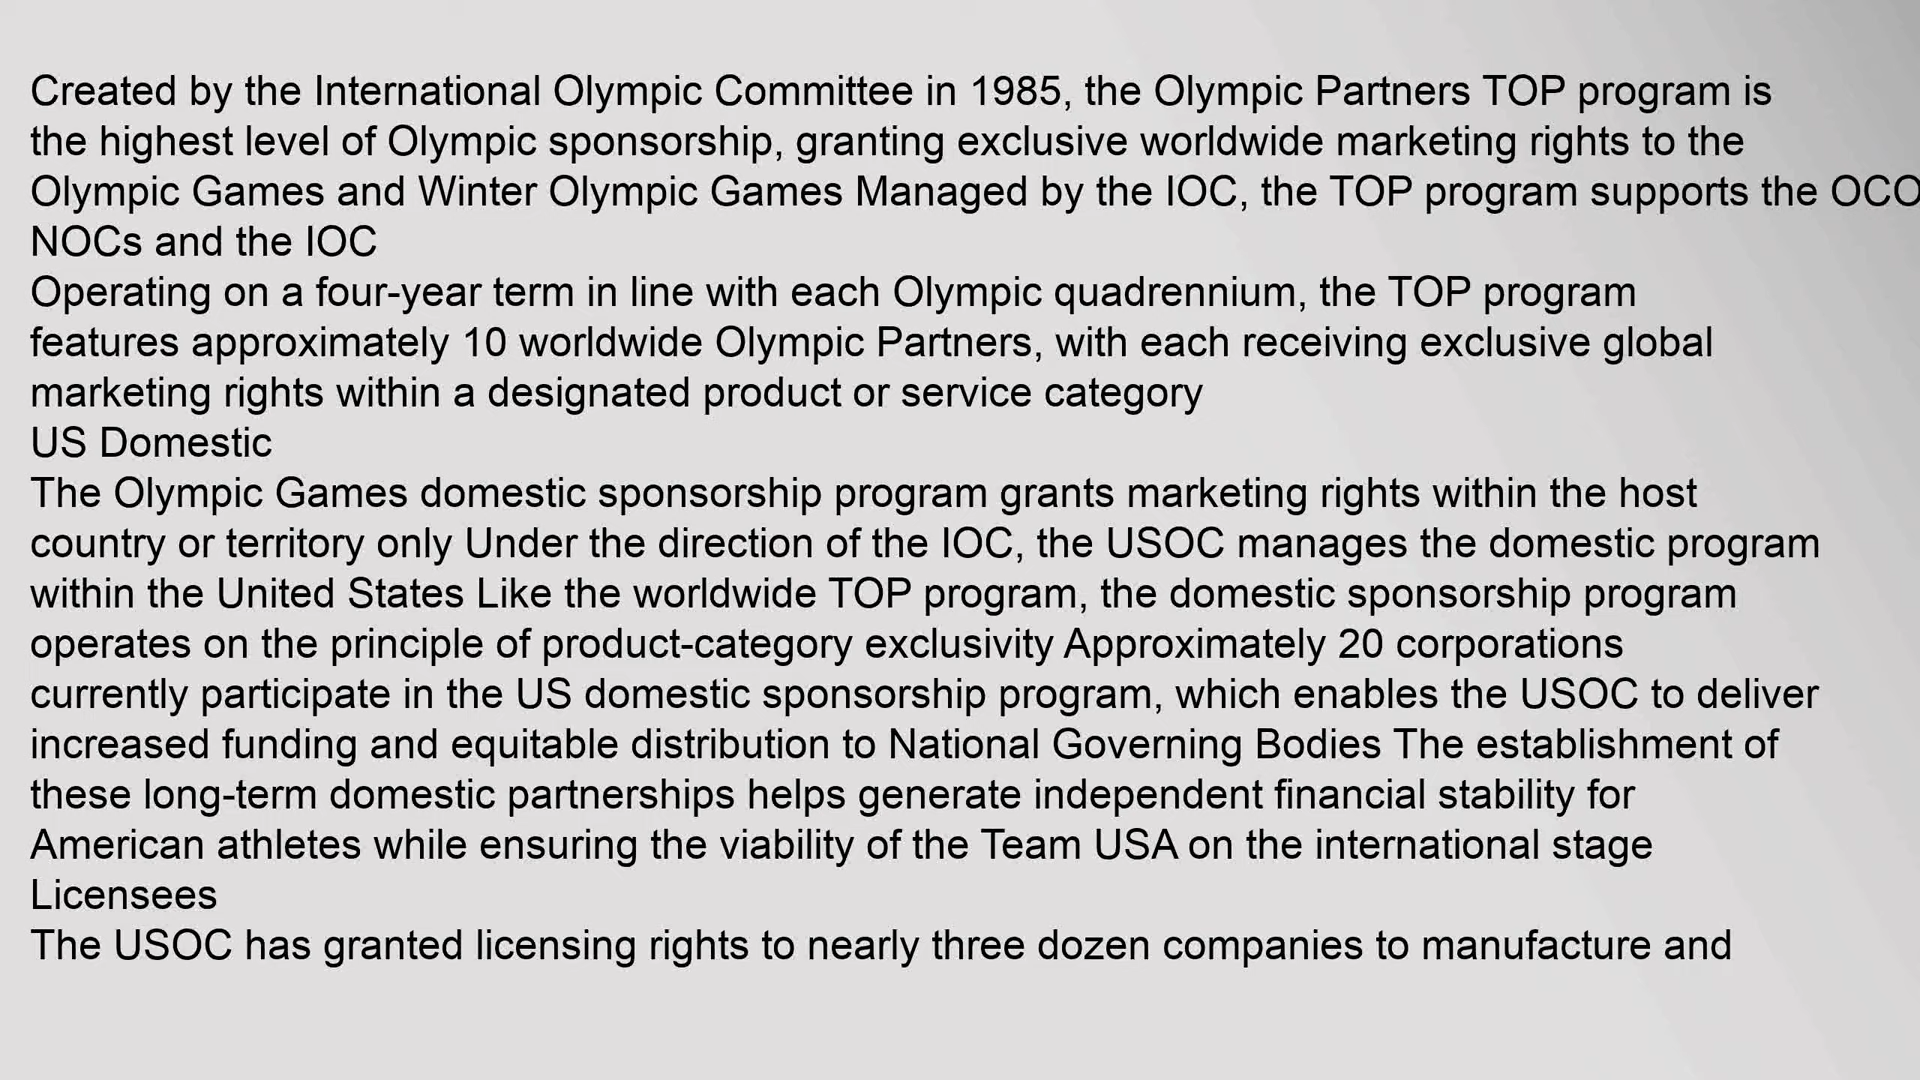 Created by the International Olympic Committee in 1985, the Olympic Partners TOP program is
the highest level of Olympic sponsorship, granting exclusive worldwide marketing rights to the
Olympic Games and Winter Olympic Games Managed by the IOC, the TOP program supports the OCO
NOCs and the IOC
Operating on a four-year term in line with each Olympic quadrennium, the TOP program
features approximately 10 worldwide Olympic Partners, with each receiving exclusive global
marketing rights within a designated product or service category
US Domestic
The Olympic Games domestic sponsorship program grants marketing rights within the host
country or territory only Under the direction of the IOC, the USOC manages the domestic program
within the United States Like the worldwide TOP program, the domestic sponsorship program
operates on the principle of product-category exclusivity Approximately 20 corporations
currently participate in the US domestic sponsorship program, which enables the USOC to deliver
increased funding and equitable distribution to National Governing Bodies The establishment of
these long-term domestic partnerships helps generate independent financial stability for
American athletes while ensuring the viability of the Team USA on the international stage
Licensees
The USOC has granted licensing rights to nearly three dozen companies to manufacture and